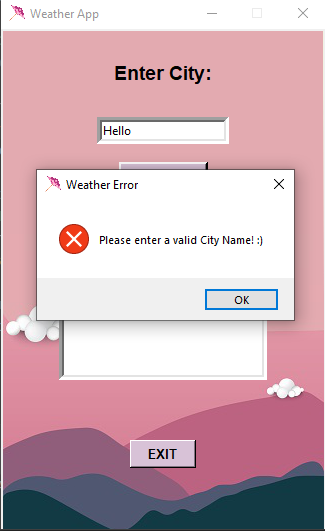 Weather App
Enter City:
Hello
Weather Error
Please enter a valid City Name! :)
OK
EXIT